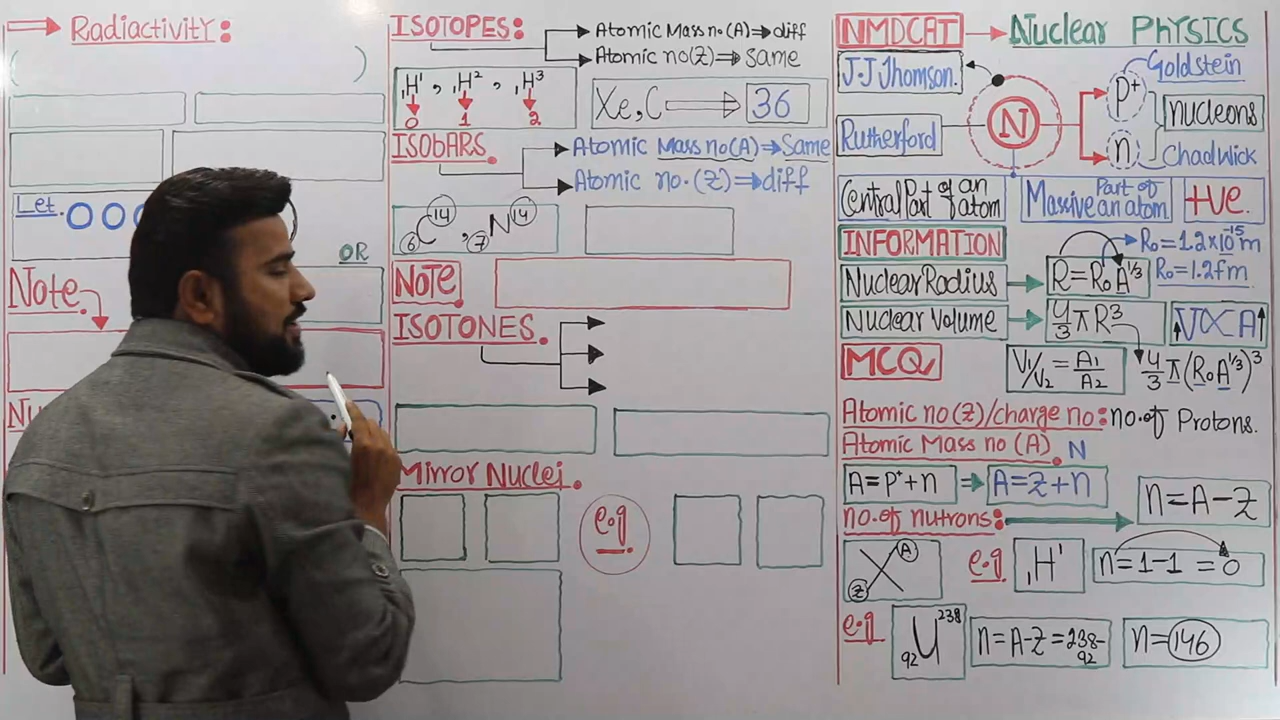 Radiactivity:
(
)
Let.
OR
Note.
Nu
ISOTOPES:
Atomic Mass no(A)⇒diff
Atomic no(Z)⇒same
₁H¹, ₁H², ₁H³
0 1 2
Xe,C ⇒ 36
ISObARS.
Atomic Mass no(A)⇒Same
Atomic no.(Z)⇒diff
₆C¹⁴, ₇N¹⁴
NOTE.
ISOTONES.
Mirror Nuclei.
e.g
NMDCAT → Nuclear PHYSICS
J.J Jhomson.
Goldstein
P⁺
N
nucleons
Rutherford
n
Chadwick
Central Part of an atom
Massive Part of an atom
+ve.
INFORMATION
R₀=1.2×10⁻¹⁵m
Nuclear Radius → R=R₀A^1/3
R₀=1.2fm
Nuclear Volume → 4/3 πR³
V∝A
MCQ
V₁/V₂ = A₁/A₂
4/3 π(R₀A^1/3)³
Atomic no(z)/charge no: no.of Protons.
Atomic Mass no (A). N
A=P⁺+n ⇒ A=z+n
n=A-z
no.of nutrons:
X A Z
e.g ₁H¹
n=1-1=0
e.g ₉₂U²³⁸
n=A-Z=238-92
n=146